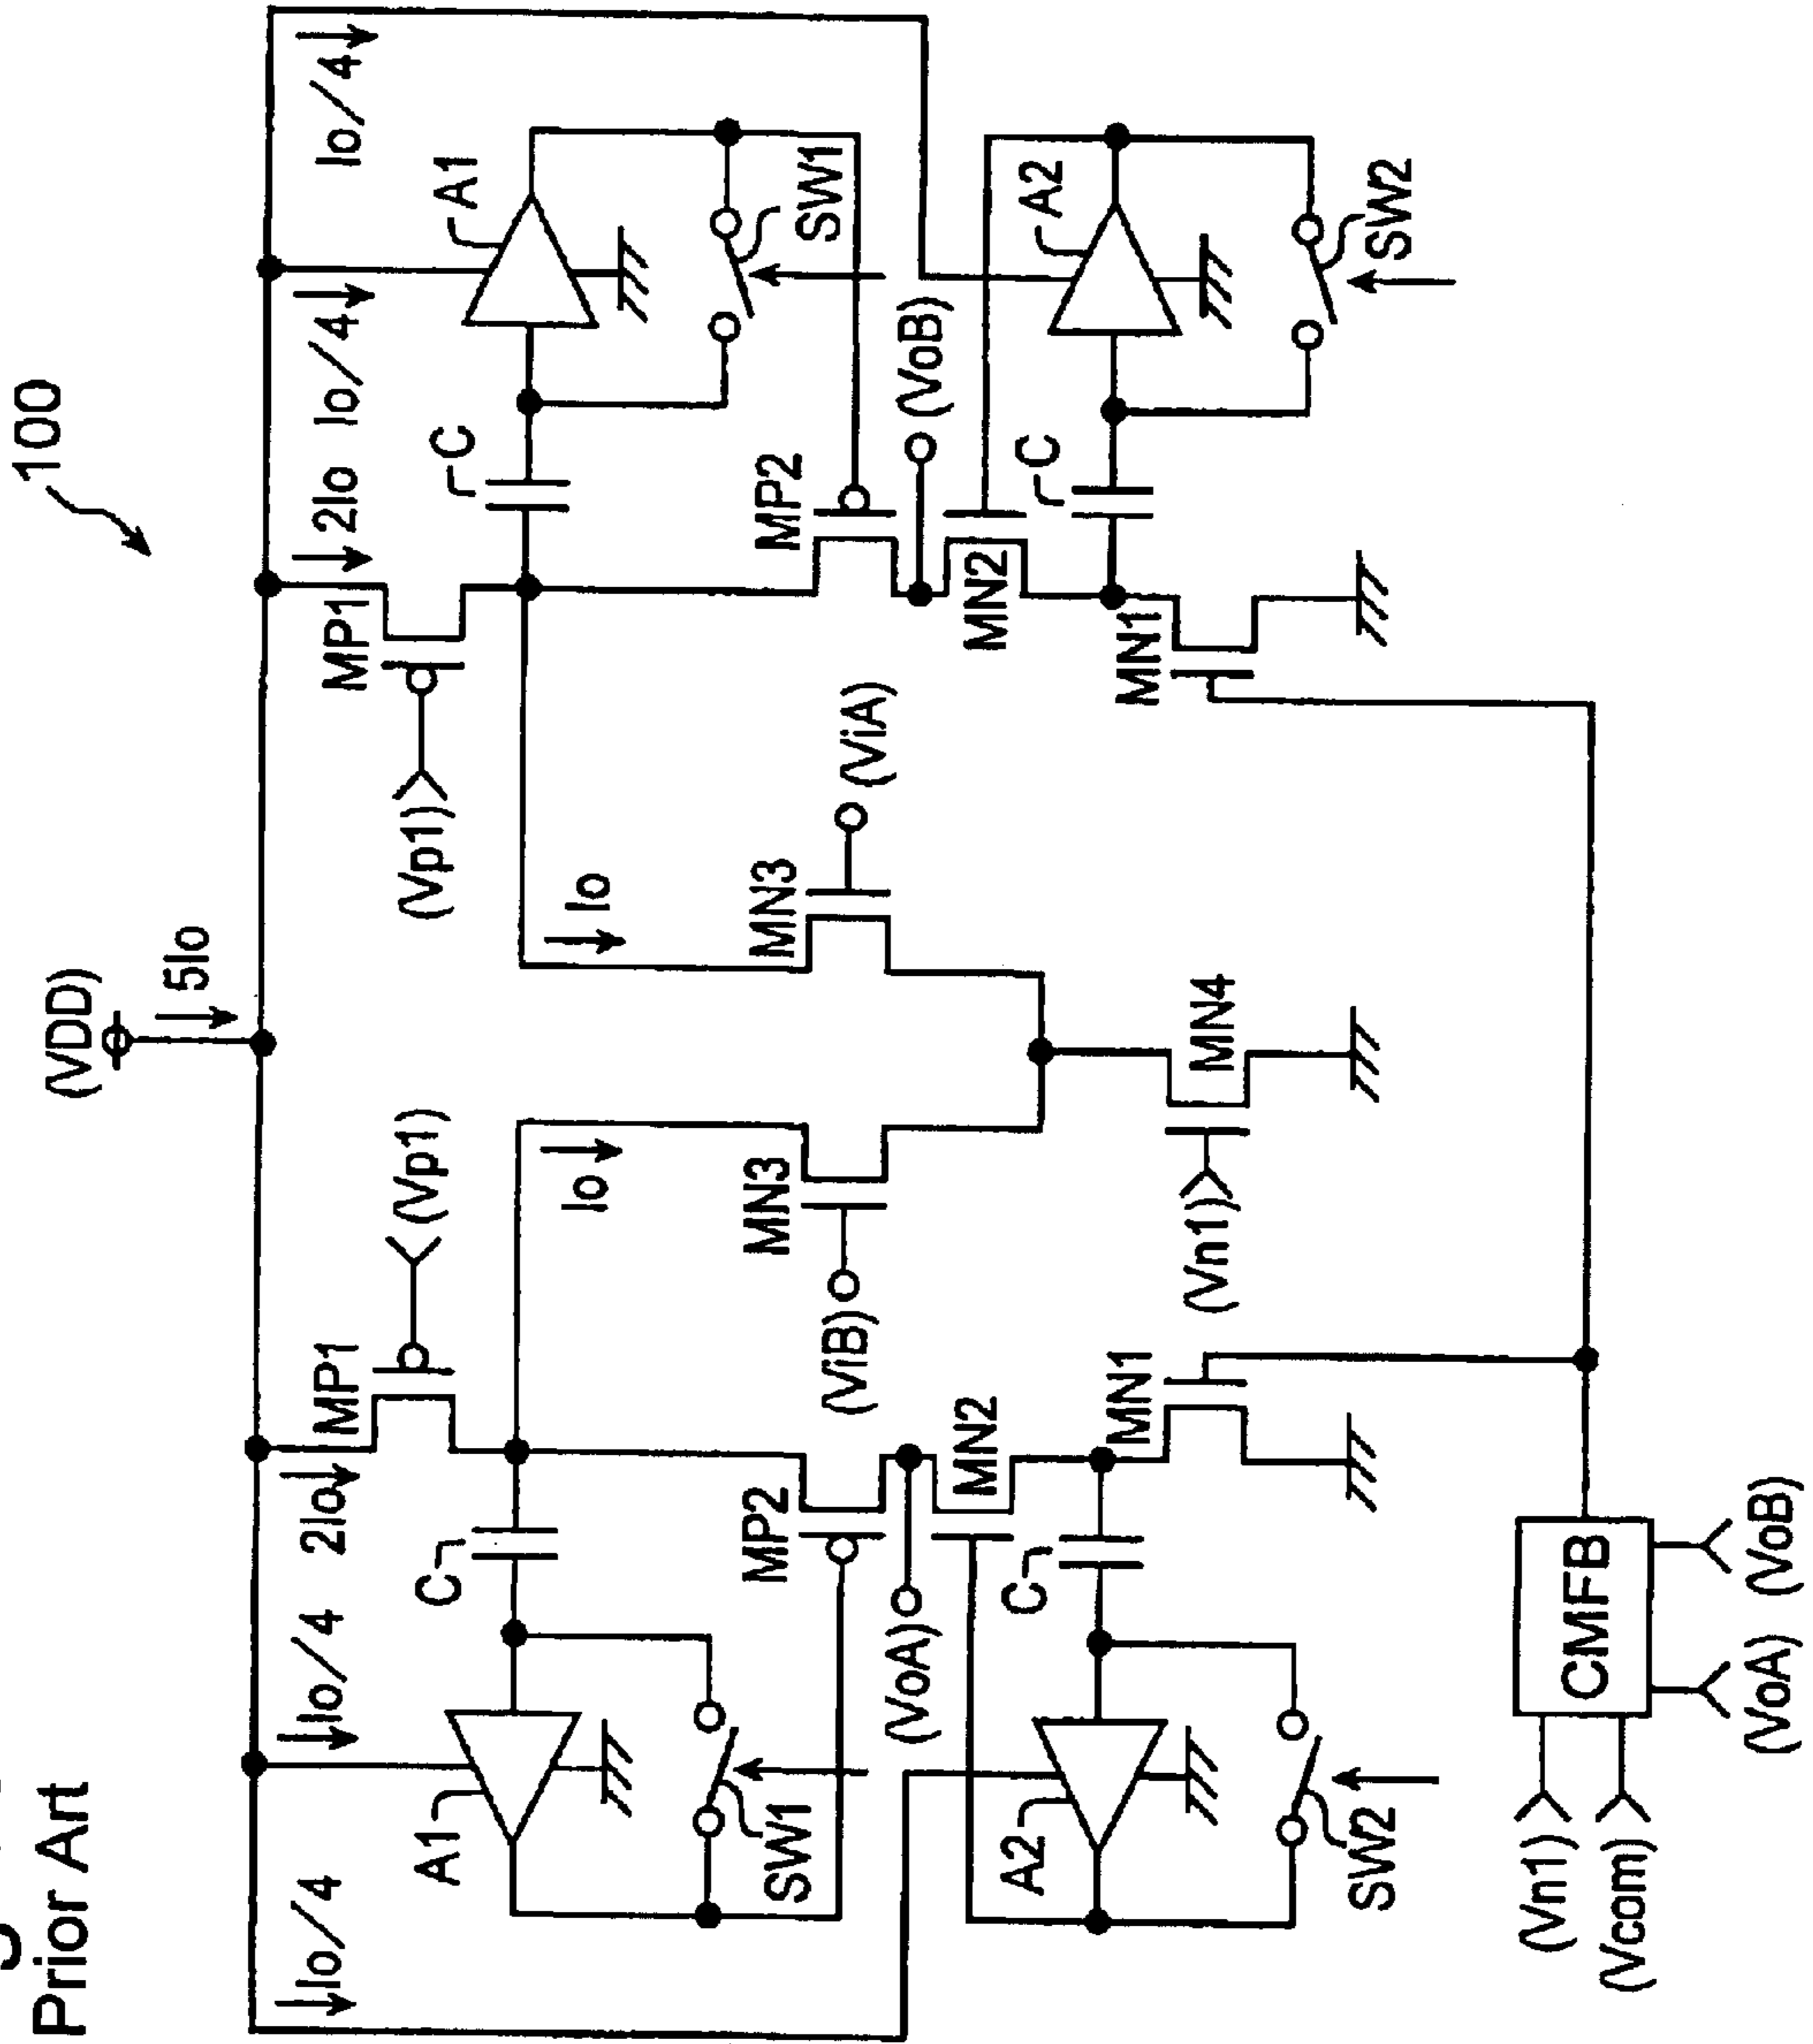 Prior Art
100
(VDD)
5Io
Io/4
Io/4
2Io
MP1
(Vp1)
(Vp1)
MP1
2Io
Io/4
Io/4
A1
C
Io
Io
C
A1
SW1
MP2
MN3
MN3
MP2
SW1
(ViB)
(ViA)
(VoA)
MN2
MN2
(VoB)
A2
C
MN1
MN4
MN1
C
A2
(Vn1)
SW2
SW2
(Vn1)
(Vcom)
CMFB
(VoA)
(VoB)